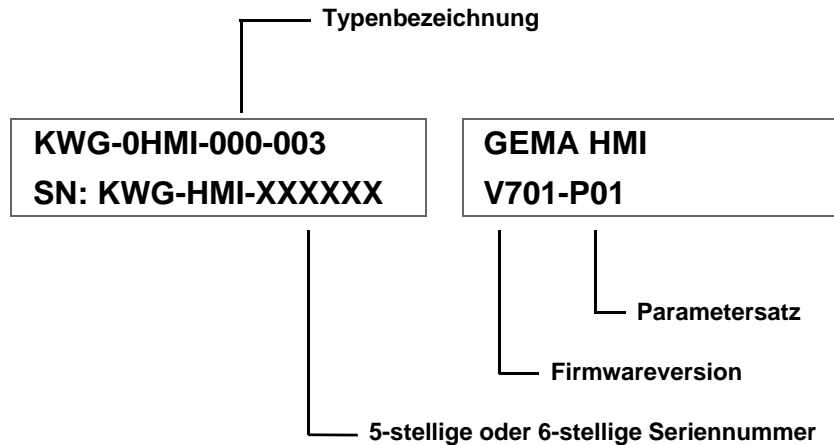 Typenbezeichnung
KWG-0HMI-000-003
SN: KWG-HMI-XXXXXX
GEMA HMI
V701-P01
Parametersatz
Firmwareversion
5-stellige oder 6-stellige Seriennummer